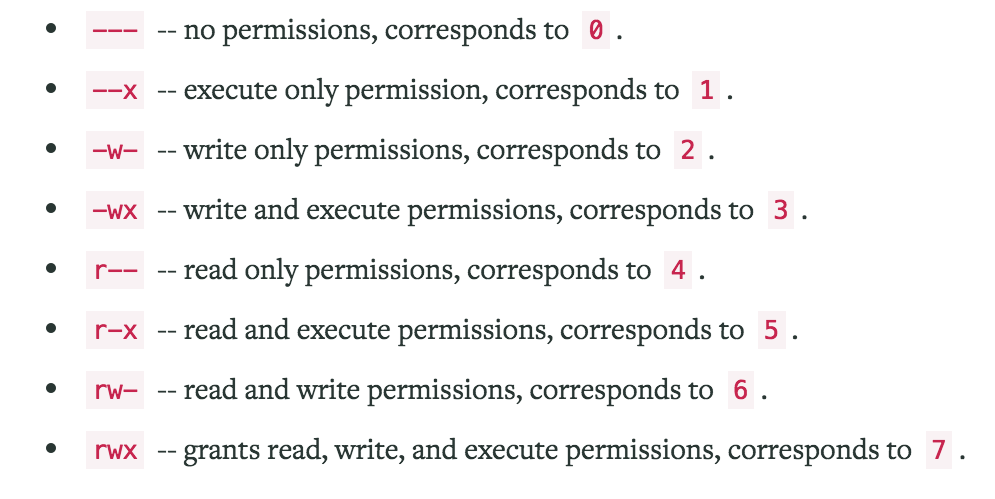 • --- -- no permissions, corresponds to 0 .
• --x -- execute only permission, corresponds to 1 .
• -w- -- write only permissions, corresponds to 2 .
• -wx -- write and execute permissions, corresponds to 3 .
• r-- -- read only permissions, corresponds to 4 .
• r-x -- read and execute permissions, corresponds to 5 .
• rw- -- read and write permissions, corresponds to 6 .
• rwx -- grants read, write, and execute permissions, corresponds to 7 .